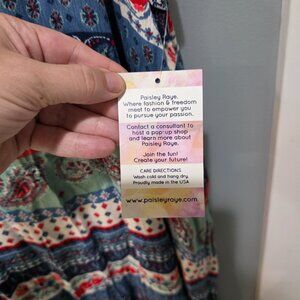 Paisley Raye.
Where fashion & freedom
meet to empower you
to pursue your passion.
Contact a consultant to
host a pop-up shop
and learn more about
Paisley Raye.
Join the fun!
Create your future!
CARE DIRECTIONS
Wash cold and hang dry.
Proudly made in the USA
www.paisleyraye.com